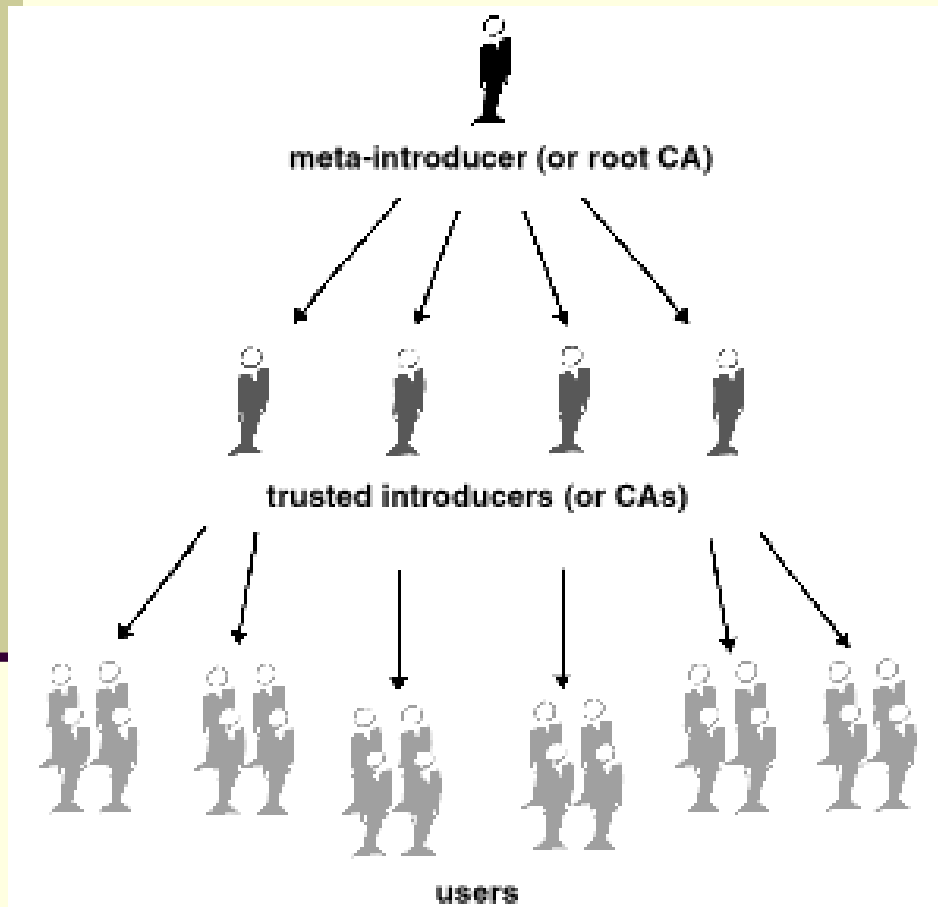 meta-introducer (or root CA)
trusted introducers (or CAs)
users